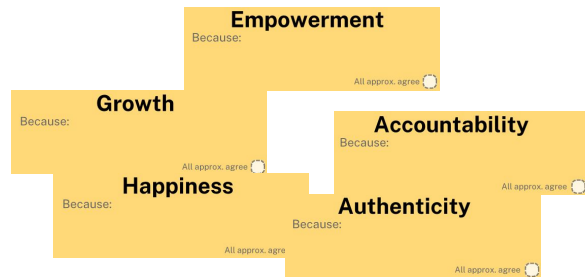 Empowerment
Because:
All approx. agree
Growth
Because:
All approx. agree
Accountability
Because:
All approx. agree
Happiness
Because:
All approx. agree
Authenticity
Because:
All approx. agree